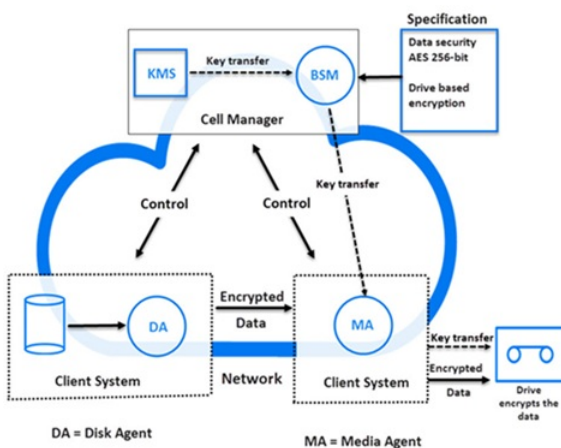 Specification
Data security
AES 256-bit
Drive based
encryption
KMS
Key transfer
BSM
Cell Manager
Key transfer
Control
Control
DA
Encrypted
Data
MA
Client System
Network
Client System
Key transfer
Encrypted
Data
Drive
encrypts the
data
DA = Disk Agent
MA = Media Agent